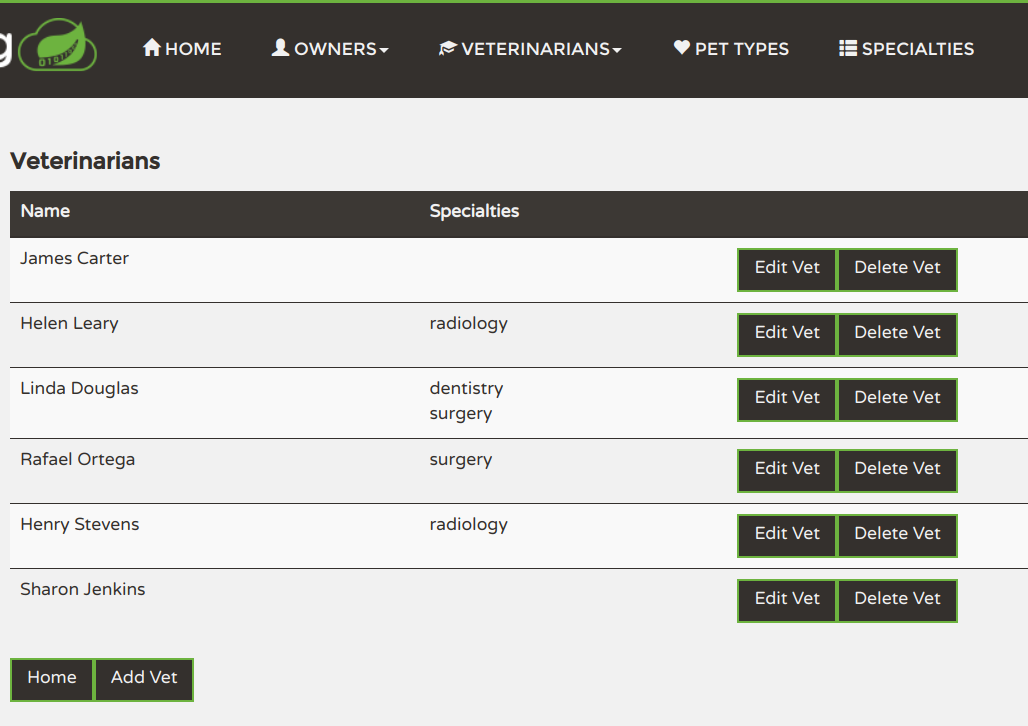 g HOME OWNERS VETERINARIANS PET TYPES SPECIALTIES
Veterinarians
Name Specialties
James Carter Edit Vet Delete Vet
Helen Leary radiology Edit Vet Delete Vet
Linda Douglas dentistry Edit Vet Delete Vet
surgery
Rafael Ortega surgery Edit Vet Delete Vet
Henry Stevens radiology Edit Vet Delete Vet
Sharon Jenkins Edit Vet Delete Vet
Home Add Vet